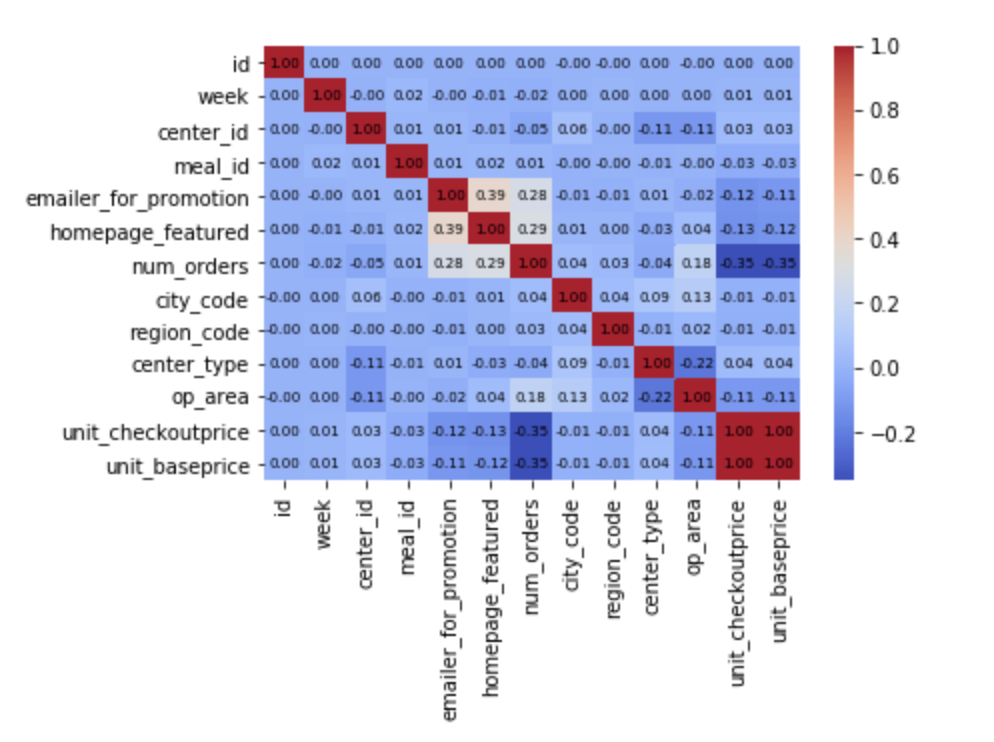 id 1.00 0.00 0.00 0.00 0.00 0.00 0.00 -0.00 -0.00 0.00 -0.00 0.00 0.00
week 0.00 1.00 -0.00 0.02 -0.00 -0.01 -0.02 0.00 0.00 0.00 0.00 0.01 0.01
center_id 0.00 -0.00 1.00 0.01 0.01 -0.01 -0.05 0.06 -0.00 -0.11 -0.11 0.03 0.03
meal_id 0.00 0.02 0.01 1.00 0.01 0.02 0.01 -0.00 -0.00 -0.01 -0.00 -0.03 -0.03
emailer_for_promotion 0.00 -0.00 0.01 0.01 1.00 0.39 0.28 -0.01 -0.01 0.01 -0.02 -0.12 -0.11
homepage_featured 0.00 -0.01 -0.01 0.02 0.39 1.00 0.29 0.01 0.00 -0.03 0.04 -0.13 -0.12
num_orders 0.00 -0.02 -0.05 0.01 0.28 0.29 1.00 0.04 0.03 -0.04 0.18 -0.35 -0.35
city_code -0.00 0.00 0.06 -0.00 -0.01 0.01 0.04 1.00 0.04 0.09 0.13 -0.01 -0.01
region_code -0.00 0.00 -0.00 -0.00 -0.01 0.00 0.03 0.04 1.00 -0.01 0.02 -0.01 -0.01
center_type 0.00 0.00 -0.11 -0.01 0.01 -0.03 -0.04 0.09 -0.01 1.00 -0.22 0.04 0.04
op_area -0.00 0.00 -0.11 -0.00 -0.02 0.04 0.18 0.13 0.02 -0.22 1.00 -0.11 -0.11
unit_checkoutprice 0.00 0.01 0.03 -0.03 -0.12 -0.13 -0.35 -0.01 -0.01 0.04 -0.11 1.00 1.00
unit_baseprice 0.00 0.01 0.03 -0.03 -0.11 -0.12 -0.35 -0.01 -0.01 0.04 -0.11 1.00 1.00
id
week
center_id
meal_id
emailer_for_promotion
homepage_featured
num_orders
city_code
region_code
center_type
op_area
unit_checkoutprice
unit_baseprice
1.0
0.8
0.6
0.4
0.2
0.0
−0.2